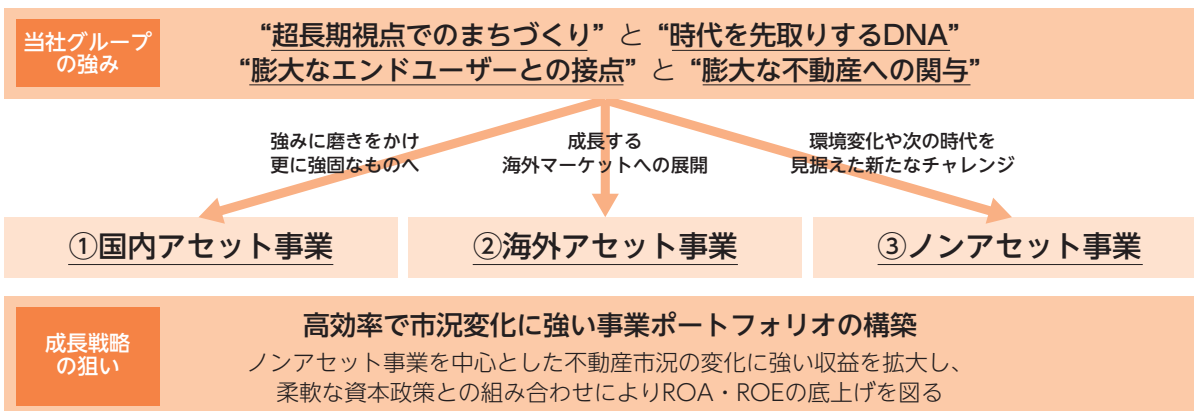 当社グループ
の強み
“超長期視点でのまちづくり” と “時代を先取りするDNA”
“膨大なエンドユーザーとの接点” と “膨大な不動産への関与”
強みに磨きをかけ
更に強固なものへ
成長する
海外マーケットへの展開
環境変化や次の時代を
見据えた新たなチャレンジ
①国内アセット事業
②海外アセット事業
③ノンアセット事業
成長戦略
の狙い
高効率で市況変化に強い事業ポートフォリオの構築
ノンアセット事業を中心とした不動産市況の変化に強い収益を拡大し、
柔軟な資本政策との組み合わせによりROA・ROEの底上げを図る